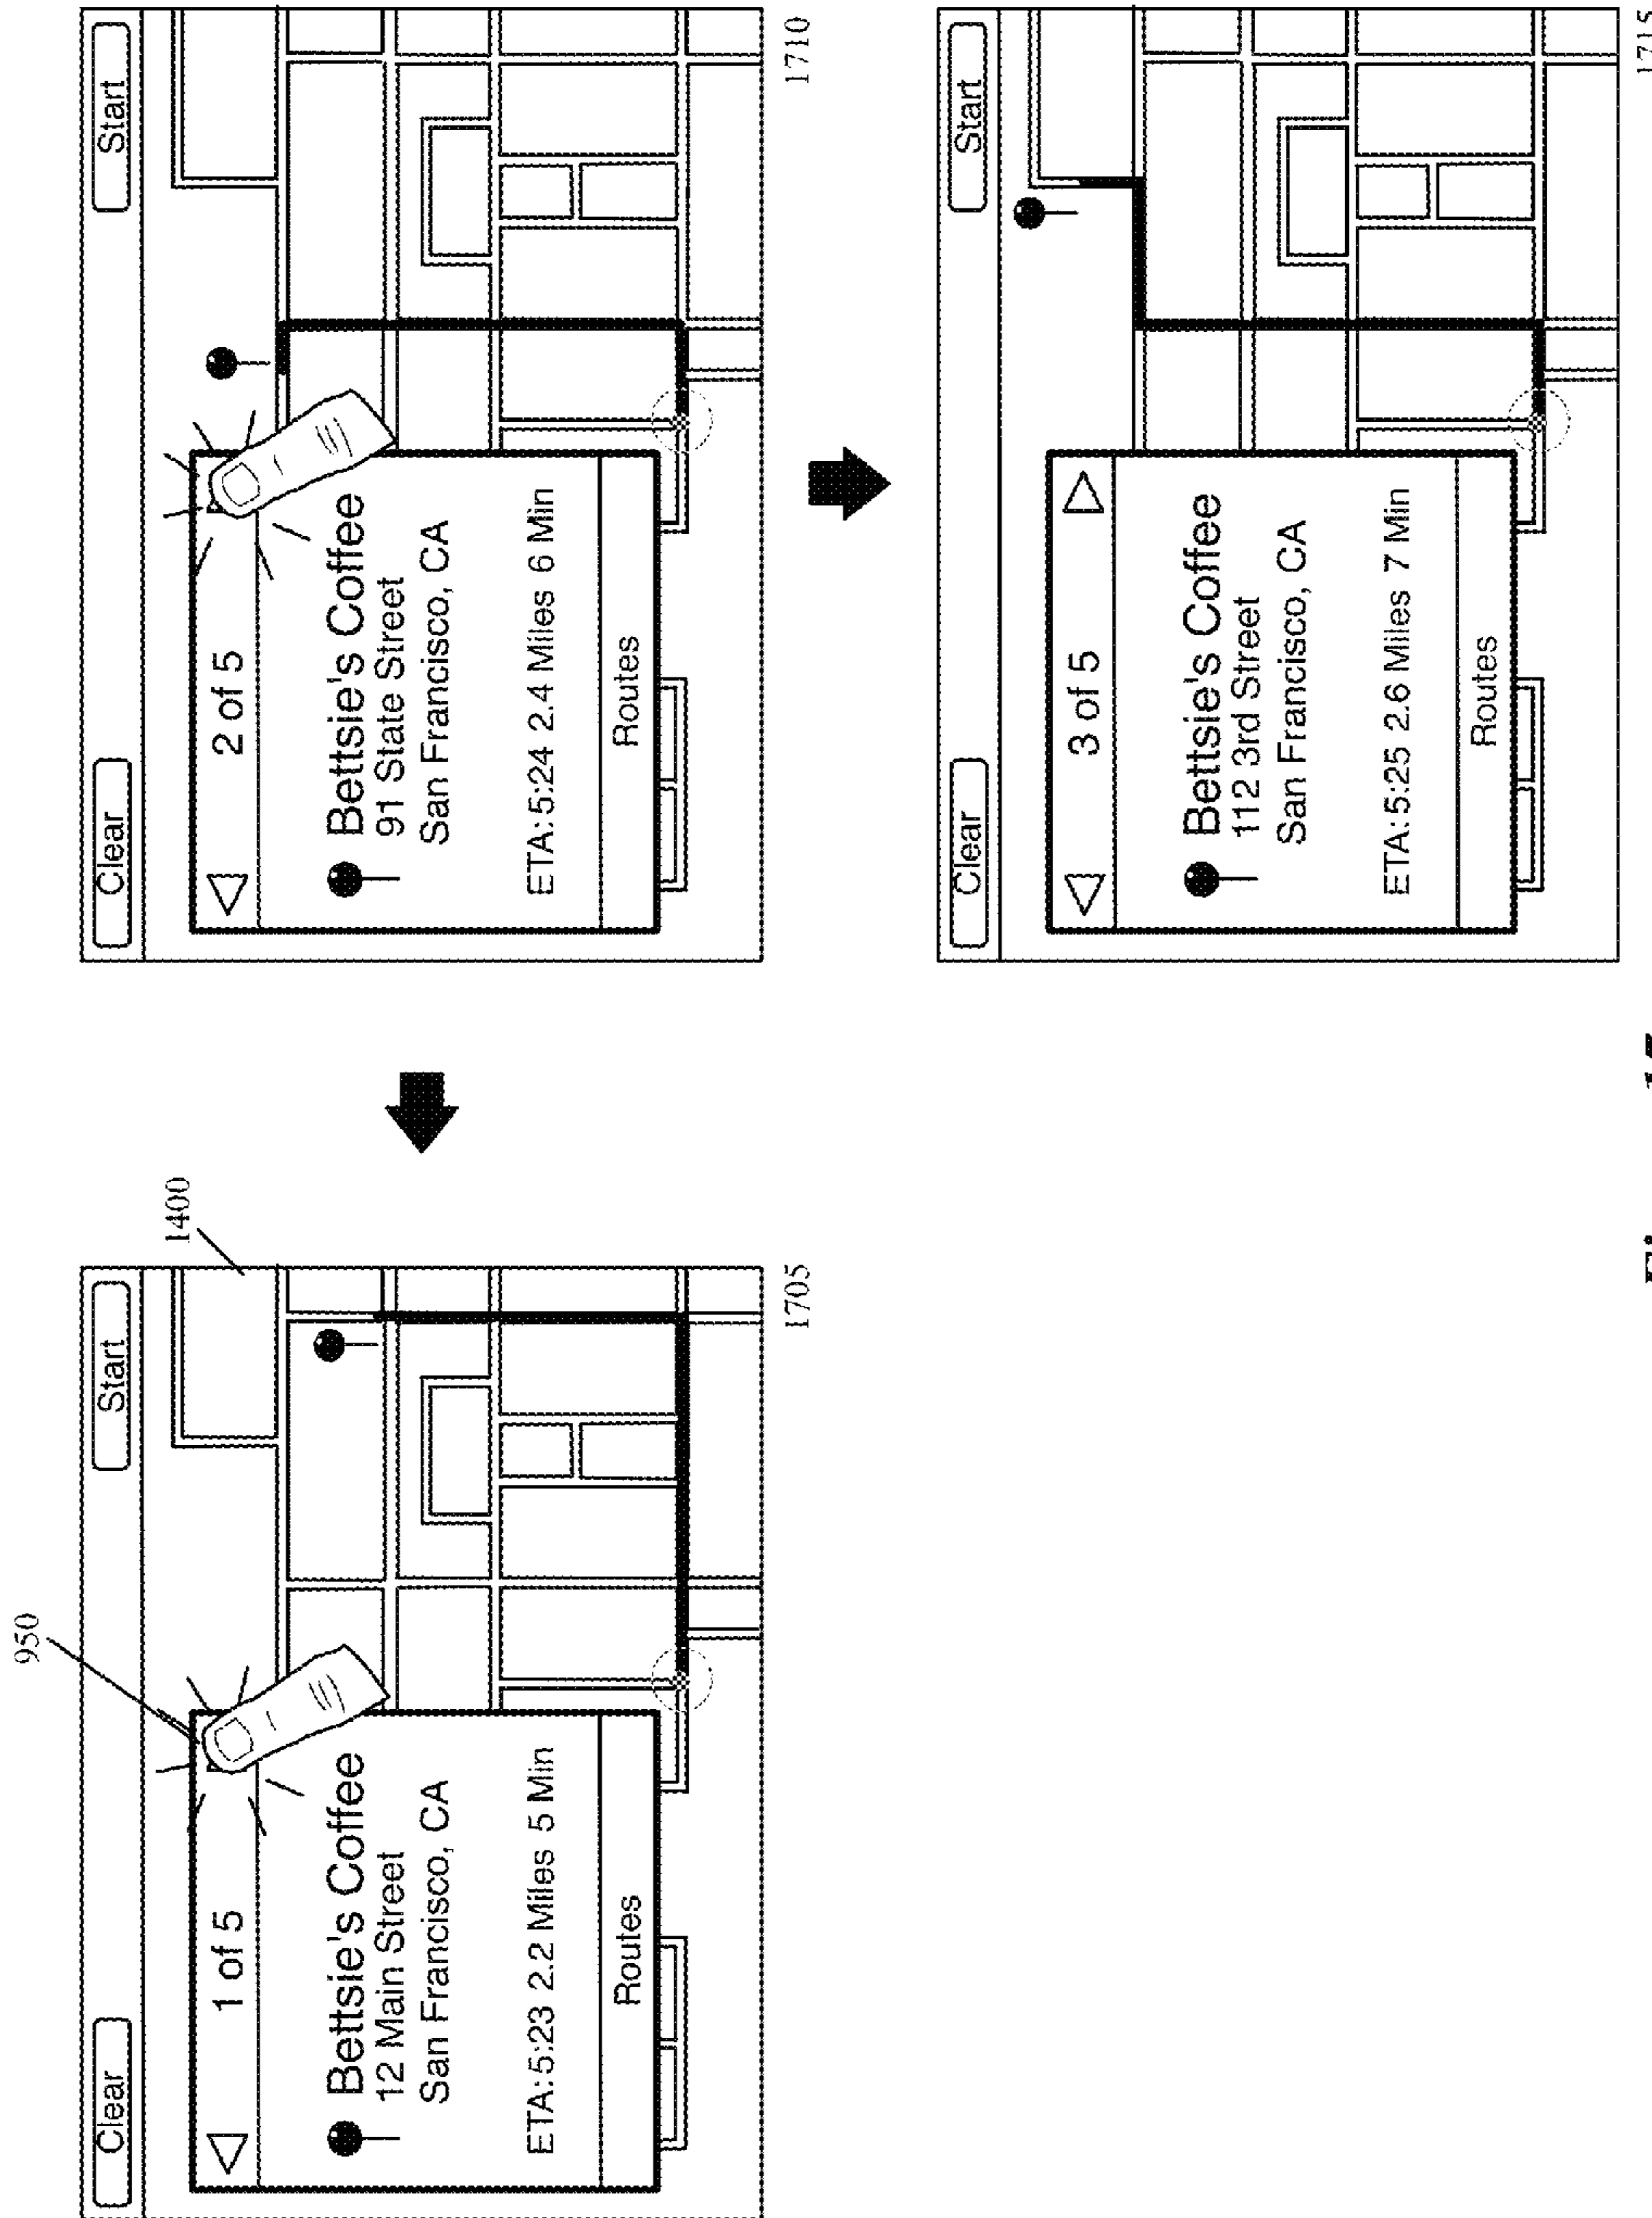 950
Clear
Start
1400
1 of 5
Bettsie's Coffee
12 Main Street
San Francisco, CA
ETA:5:23 2.2 Miles 5 Min
Routes
1705
Clear
Start
2 of 5
Bettsie's Coffee
91 State Street
San Francisco, CA
ETA:5:24 2.4 Miles 6 Min
Routes
1710
Clear
Start
3 of 5
Bettsie's Coffee
112 3rd Street
San Francisco, CA
ETA:5:25 2.6 Miles 7 Min
Routes
1715